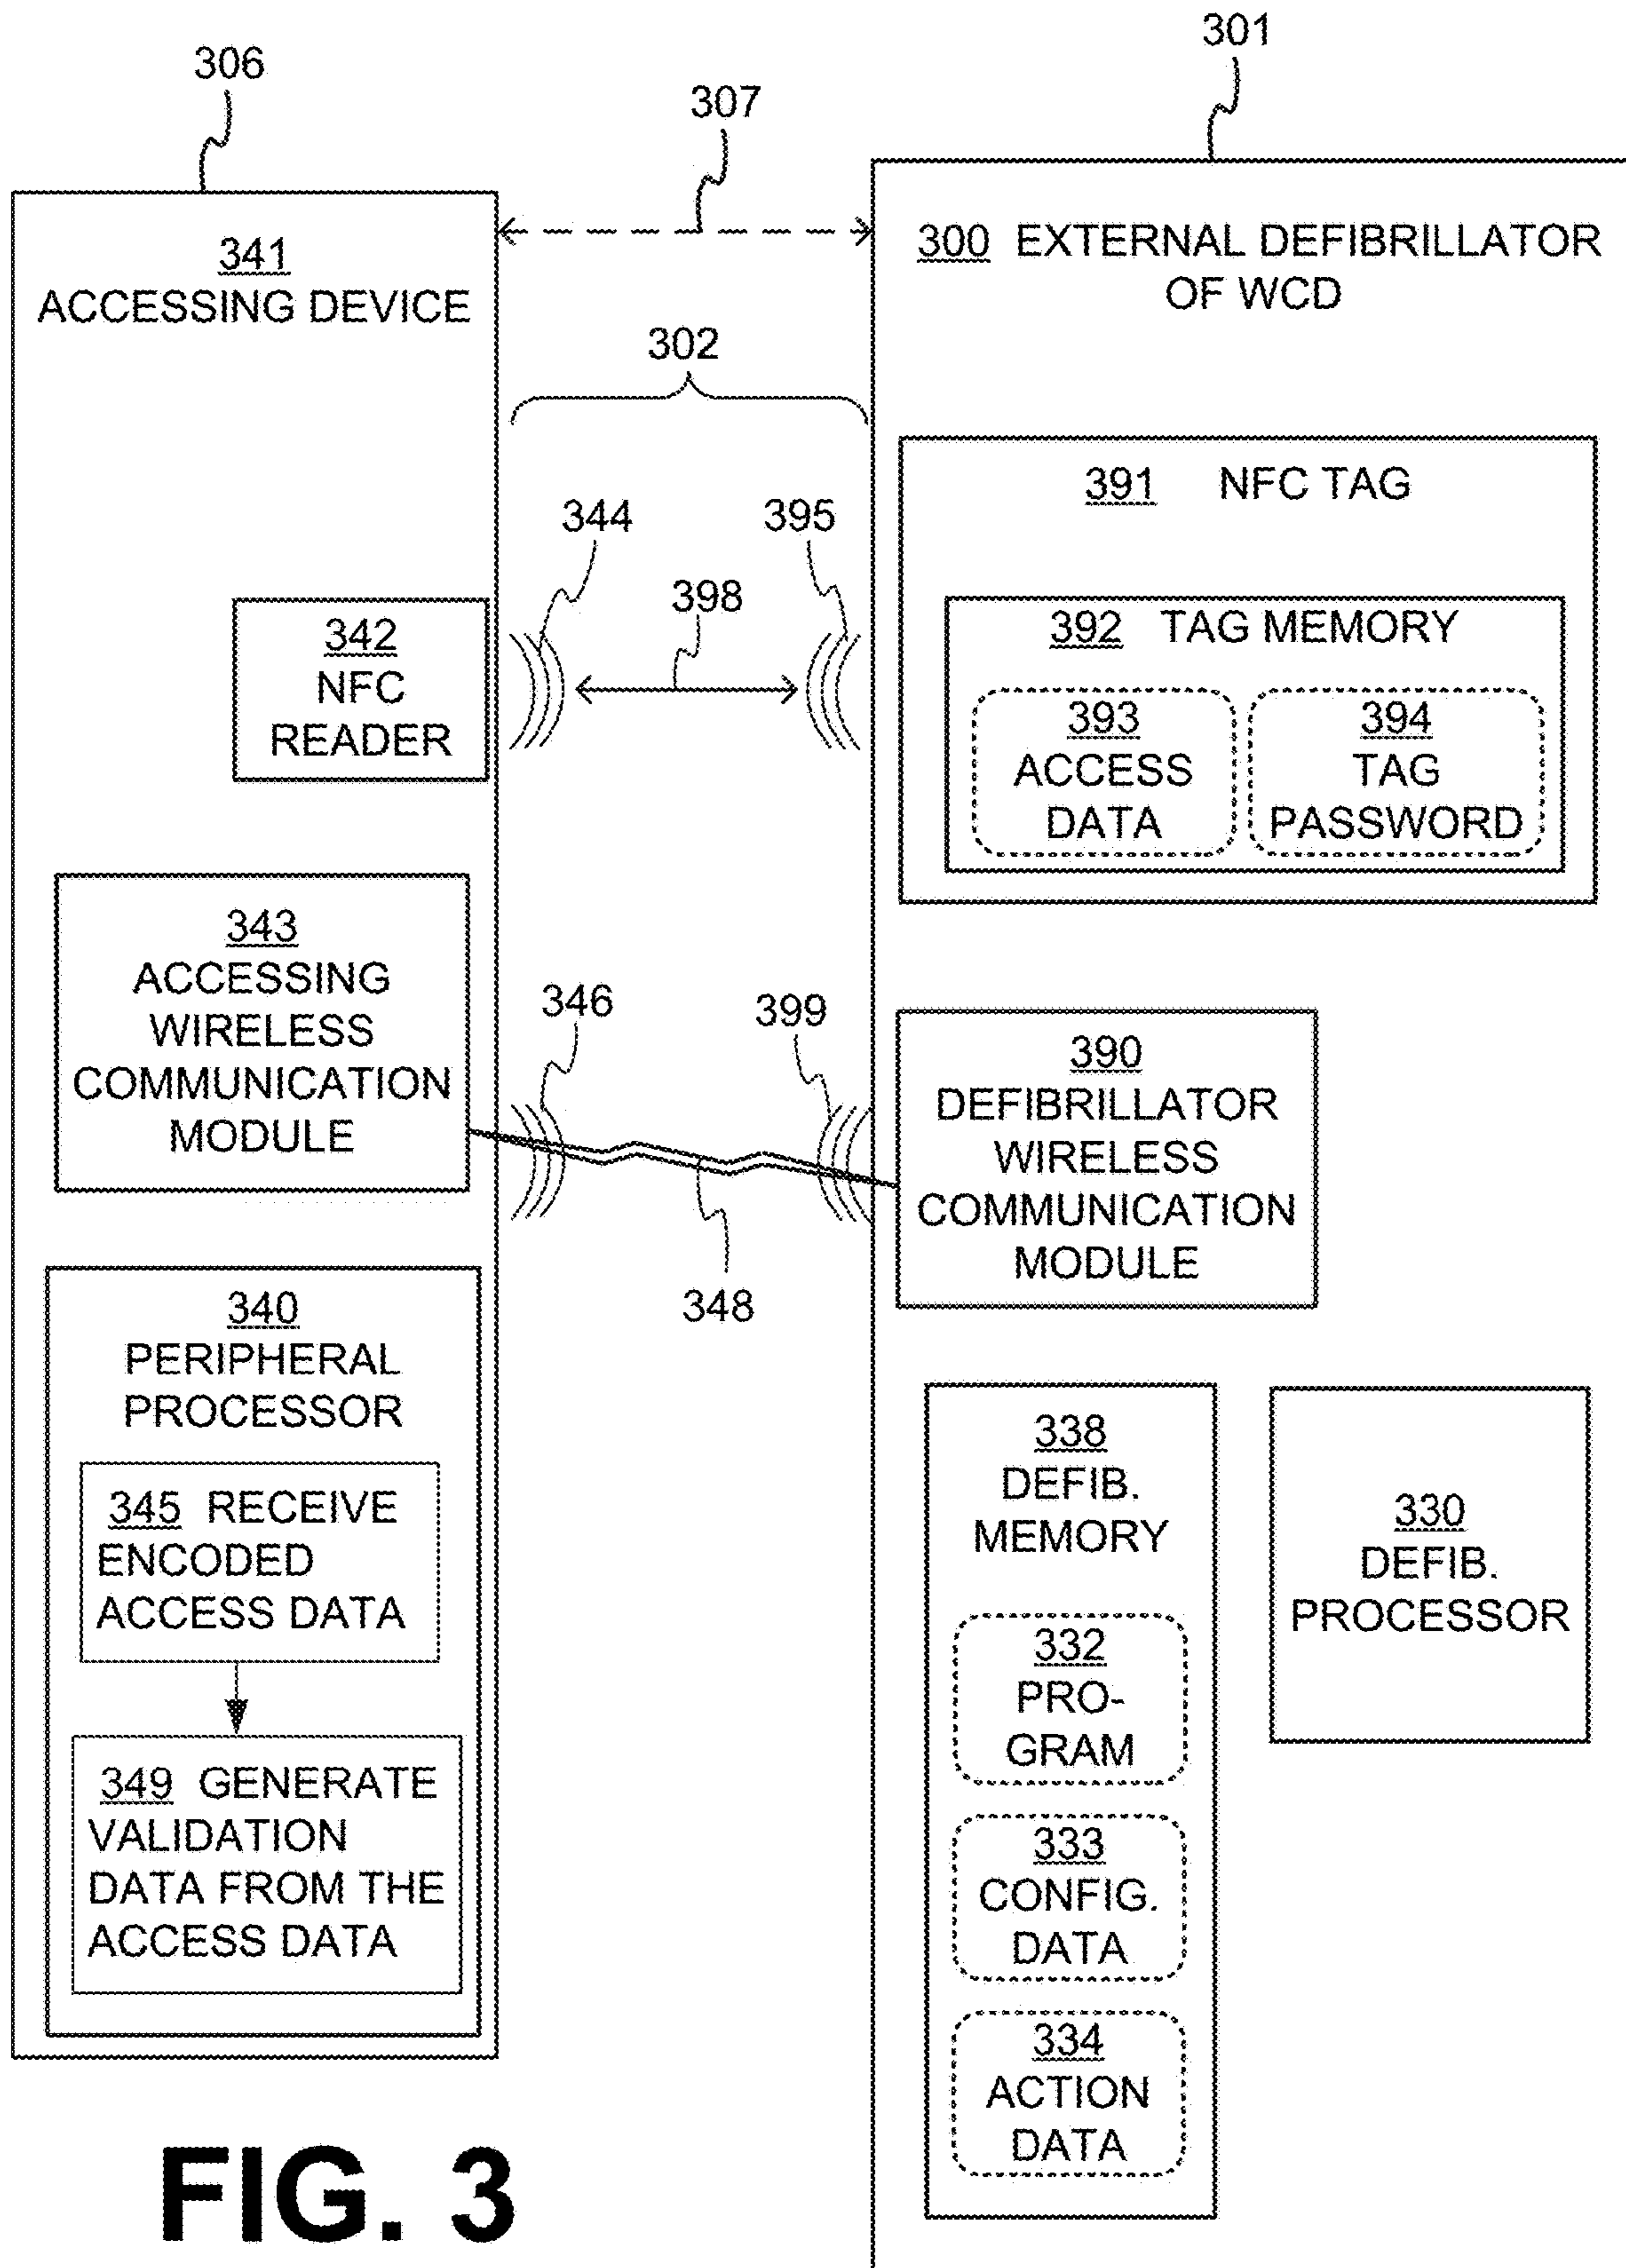 301
306
307
341
ACCESSING DEVICE
300 EXTERNAL DEFIBRILLATOR
OF WCD
302
391 NFC TAG
344
395
398
342
NFC
READER
392 TAG MEMORY
393
ACCESS
DATA
394
TAG
PASSWORD
343
ACCESSING
WIRELESS
COMMUNICATION
MODULE
346
399
348
390
DEFIBRILLATOR
WIRELESS
COMMUNICATION
MODULE
340
PERIPHERAL
PROCESSOR
345 RECEIVE
ENCODED
ACCESS DATA
349 GENERATE
VALIDATION
DATA FROM THE
ACCESS DATA
338
DEFIB.
MEMORY
332
PRO-
GRAM
333
CONFIG.
DATA
334
ACTION
DATA
330
DEFIB.
PROCESSOR
FIG. 3